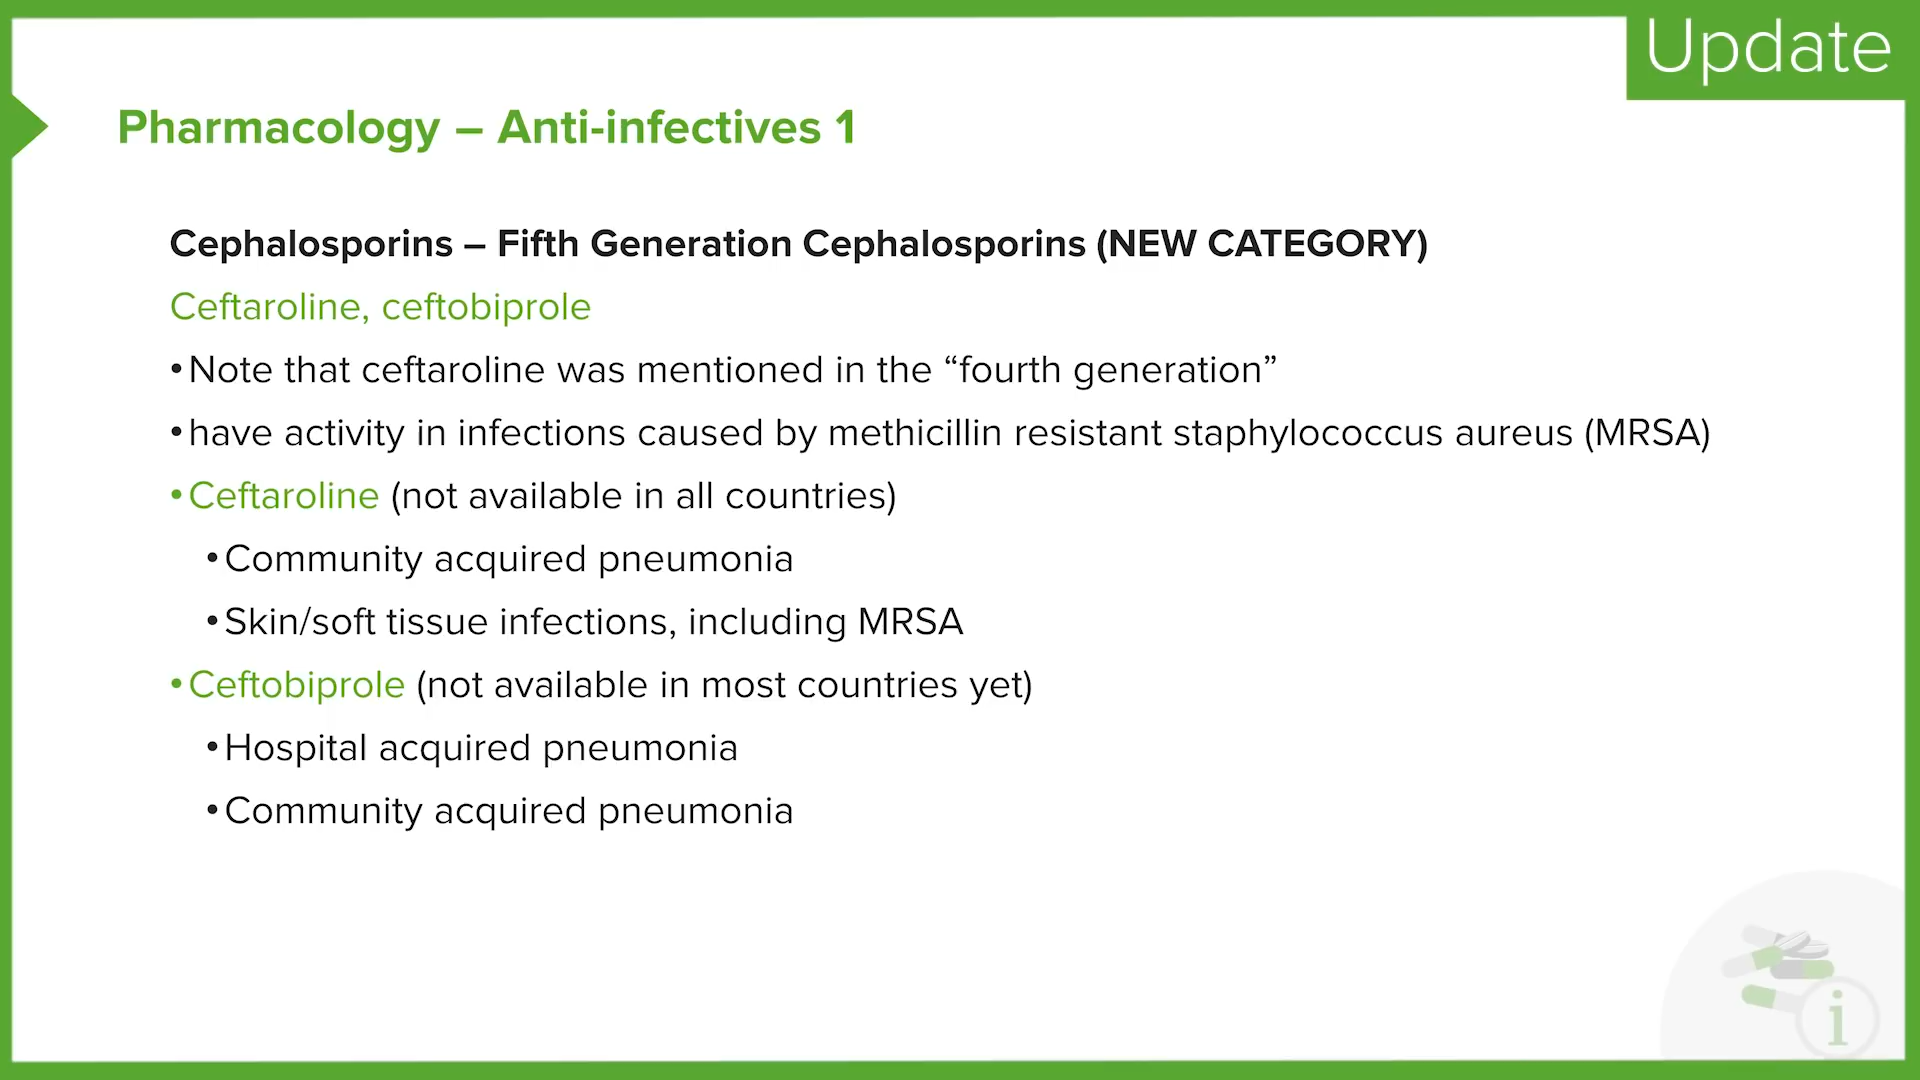 Update
Pharmacology – Anti-infectives 1
Cephalosporins – Fifth Generation Cephalosporins (NEW CATEGORY)
Ceftaroline, ceftobiprole
•Note that ceftaroline was mentioned in the “fourth generation”
•have activity in infections caused by methicillin resistant staphylococcus aureus (MRSA)
•Ceftaroline (not available in all countries)
•Community acquired pneumonia
•Skin/soft tissue infections, including MRSA
•Ceftobiprole (not available in most countries yet)
•Hospital acquired pneumonia
•Community acquired pneumonia
i